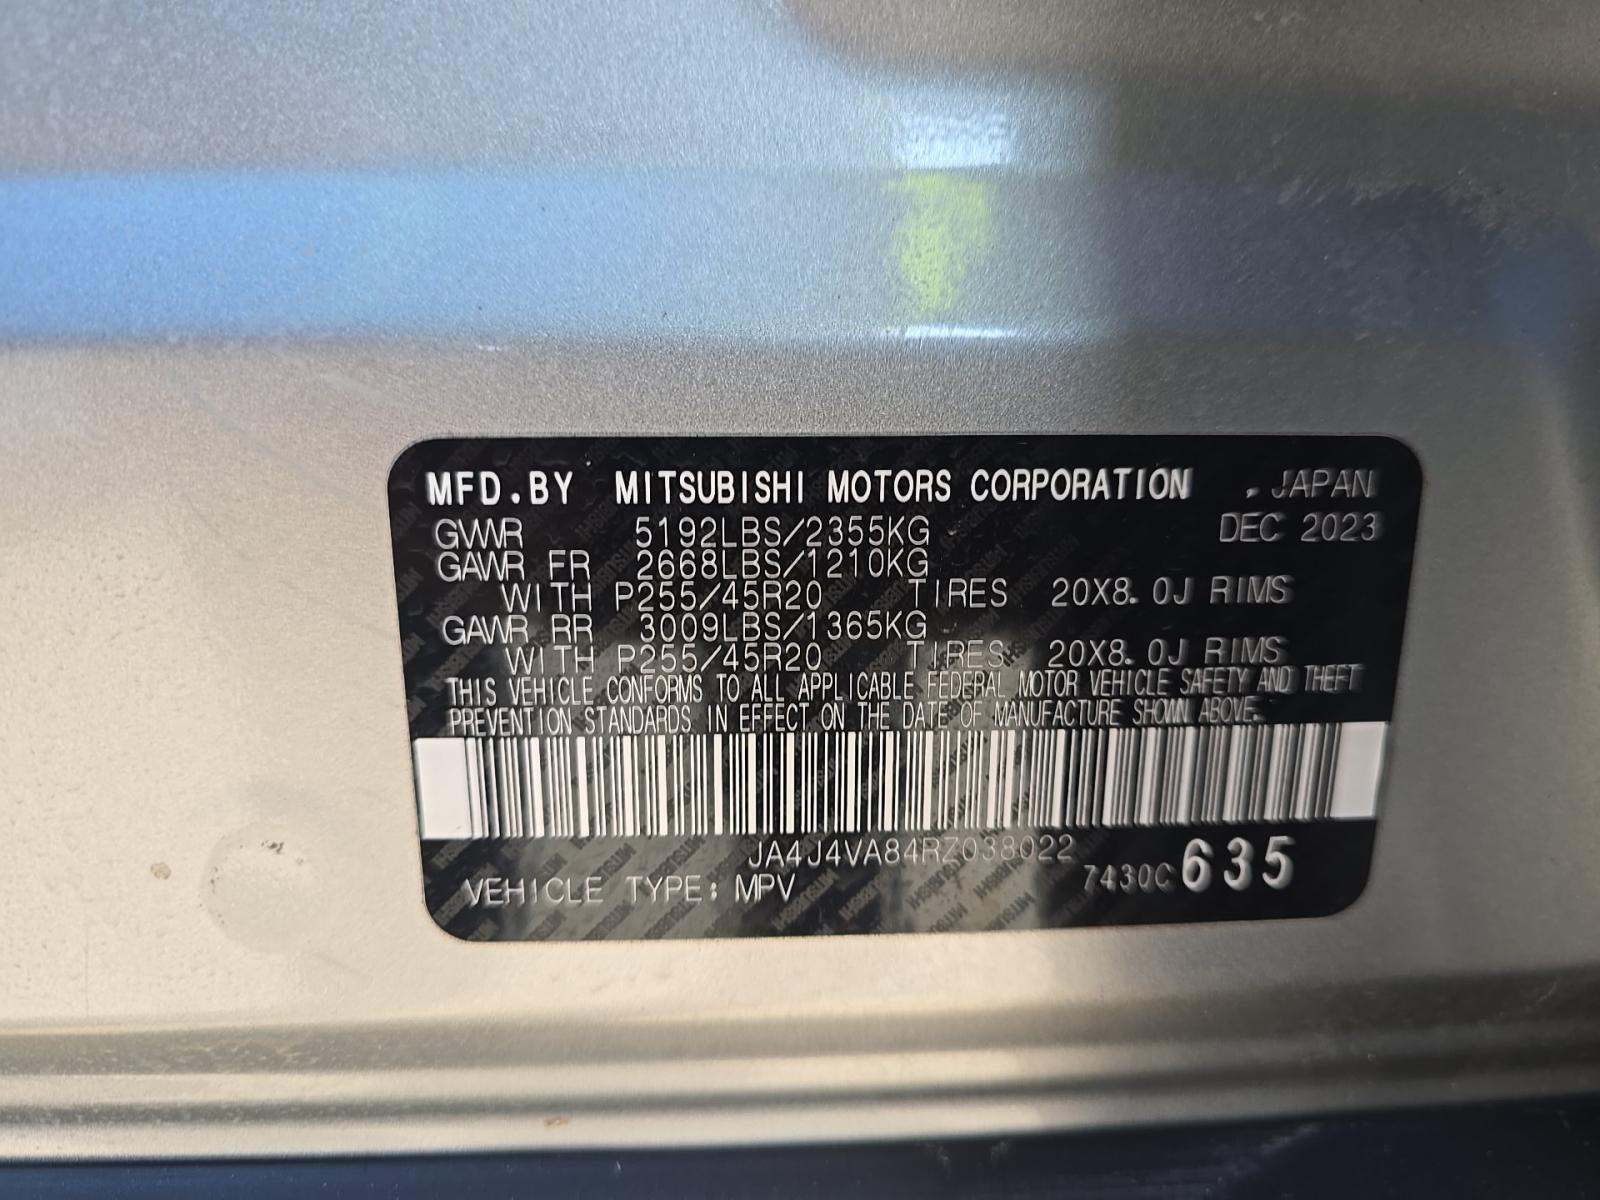 MFD.BY MITSUBISHI MOTORS CORPORATION . JAPAN
GVWR 5192LBS/2355KG DEC 2023
GAWR FR 2668LBS/1210KG
WITH P255/45R20 TIRES 20X8.0J RIMS
GAWR RR 3009LBS/1365KG
WITH P255/45R20 TIRES 20X8.0J RIMS
THIS VEHICLE CONFORMS TO ALL APPLICABLE FEDERAL MOTOR VEHICLE SAFETY AND THEFT
PREVENTION STANDARDS IN EFFECT ON THE DATE OF MANUFACTURE SHOWN ABOVE.
JA4J4VA84RZ038022
VEHICLE TYPE: MPV 7430C 635